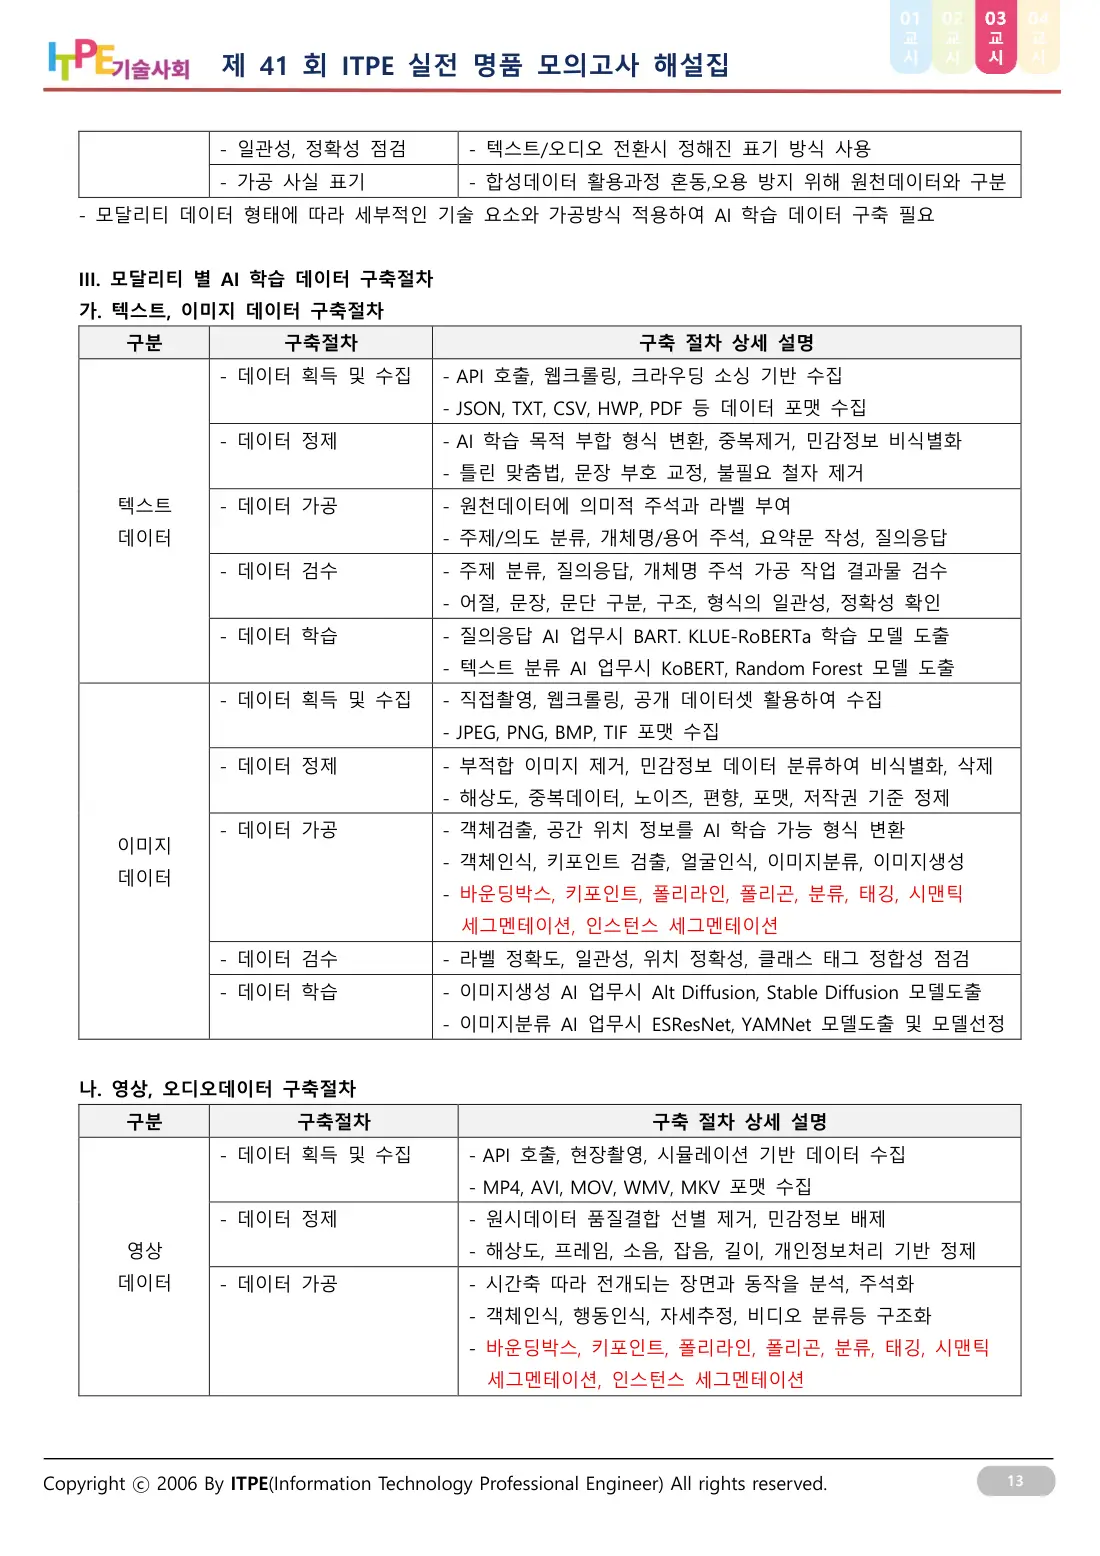 01 교시
02 교시
03 교시
04 교시
ITPE기술사회 제 41 회 ITPE 실전 명품 모의고사 해설집
- 일관성, 정확성 점검 - 텍스트/오디오 전환시 정해진 표기 방식 사용
- 가공 사실 표기 - 합성데이터 활용과정 혼동,오용 방지 위해 원천데이터와 구분
- 모달리티 데이터 형태에 따라 세부적인 기술 요소와 가공방식 적용하여 AI 학습 데이터 구축 필요
III. 모달리티 별 AI 학습 데이터 구축절차
가. 텍스트, 이미지 데이터 구축절차
구분 구축절차 구축 절차 상세 설명
텍스트
데이터
- 데이터 획득 및 수집 - API 호출, 웹크롤링, 크라우딩 소싱 기반 수집
- JSON, TXT, CSV, HWP, PDF 등 데이터 포맷 수집
- 데이터 정제 - AI 학습 목적 부합 형식 변환, 중복제거, 민감정보 비식별화
- 틀린 맞춤법, 문장 부호 교정, 불필요 철자 제거
- 데이터 가공 - 원천데이터에 의미적 주석과 라벨 부여
- 주제/의도 분류, 개체명/용어 주석, 요약문 작성, 질의응답
- 데이터 검수 - 주제 분류, 질의응답, 개체명 주석 가공 작업 결과물 검수
- 어절, 문장, 문단 구분, 구조, 형식의 일관성, 정확성 확인
- 데이터 학습 - 질의응답 AI 업무시 BART. KLUE-RoBERTa 학습 모델 도출
- 텍스트 분류 AI 업무시 KoBERT, Random Forest 모델 도출
이미지
데이터
- 데이터 획득 및 수집 - 직접촬영, 웹크롤링, 공개 데이터셋 활용하여 수집
- JPEG, PNG, BMP, TIF 포맷 수집
- 데이터 정제 - 부적합 이미지 제거, 민감정보 데이터 분류하여 비식별화, 삭제
- 해상도, 중복데이터, 노이즈, 편향, 포맷, 저작권 기준 정제
- 데이터 가공 - 객체검출, 공간 위치 정보를 AI 학습 가능 형식 변환
- 객체인식, 키포인트 검출, 얼굴인식, 이미지분류, 이미지생성
- 바운딩박스, 키포인트, 폴리라인, 폴리곤, 분류, 태깅, 시맨틱
세그멘테이션, 인스턴스 세그멘테이션
- 데이터 검수 - 라벨 정확도, 일관성, 위치 정확성, 클래스 태그 정합성 점검
- 데이터 학습 - 이미지생성 AI 업무시 Alt Diffusion, Stable Diffusion 모델도출
- 이미지분류 AI 업무시 ESResNet, YAMNet 모델도출 및 모델선정
나. 영상, 오디오데이터 구축절차
구분 구축절차 구축 절차 상세 설명
영상
데이터
- 데이터 획득 및 수집 - API 호출, 현장촬영, 시뮬레이션 기반 데이터 수집
- MP4, AVI, MOV, WMV, MKV 포맷 수집
- 데이터 정제 - 원시데이터 품질결합 선별 제거, 민감정보 배제
- 해상도, 프레임, 소음, 잡음, 길이, 개인정보처리 기반 정제
- 데이터 가공 - 시간축 따라 전개되는 장면과 동작을 분석, 주석화
- 객체인식, 행동인식, 자세추정, 비디오 분류등 구조화
- 바운딩박스, 키포인트, 폴리라인, 폴리곤, 분류, 태깅, 시맨틱
세그멘테이션, 인스턴스 세그멘테이션
Copyright ⓒ 2006 By ITPE(Information Technology Professional Engineer) All rights reserved. 13